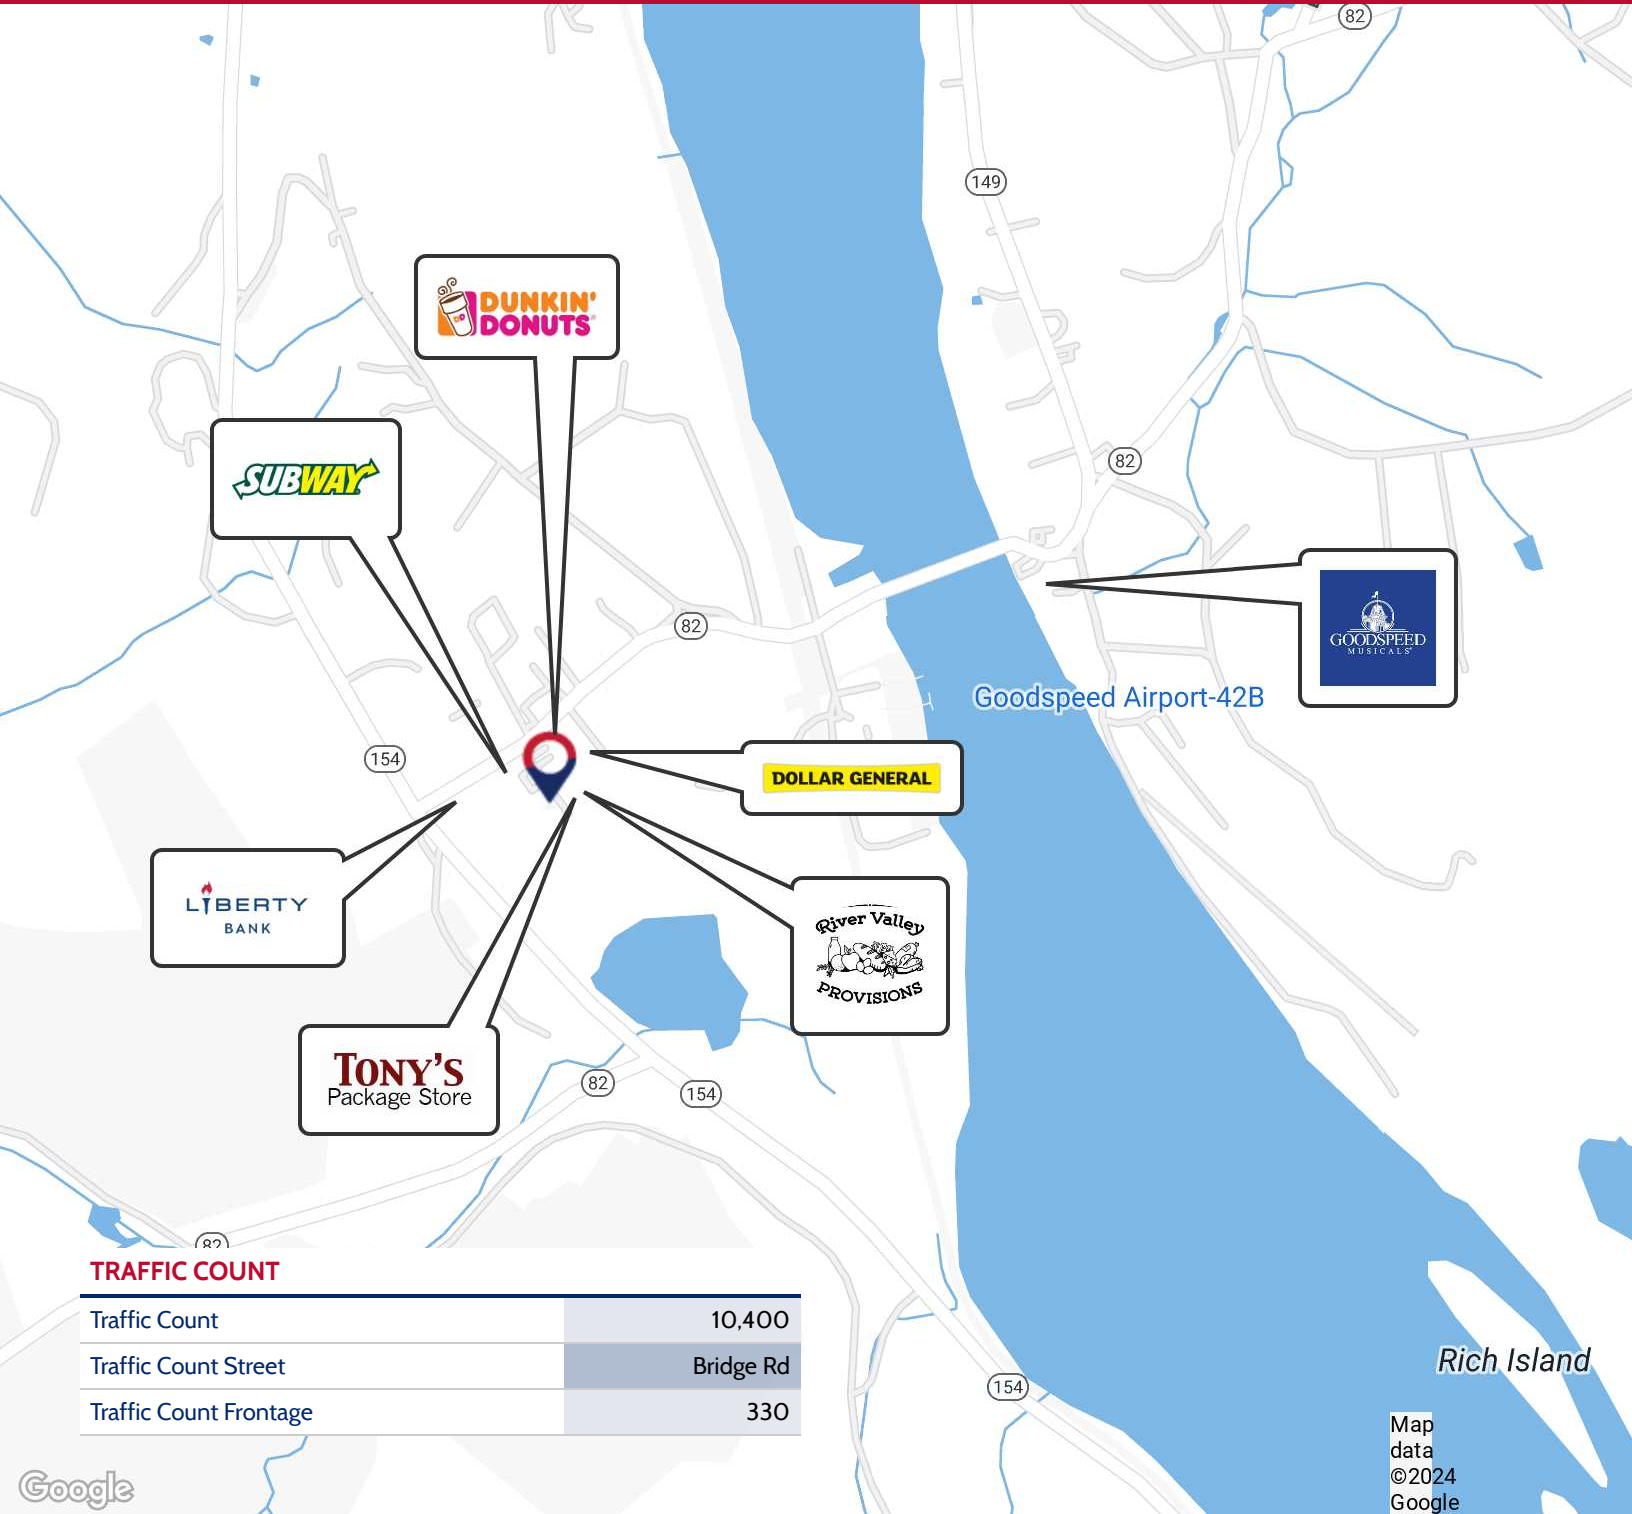 82
149
DUNKIN'
DONUTS
SUBWAY
82
GOODSPEED
MUSICALS
82
Goodspeed Airport-42B
154
DOLLAR GENERAL
LIBERTY
BANK
River Valley
PROVISIONS
TONY'S
Package Store
82
154
82
TRAFFIC COUNT
Traffic Count 10,400
Traffic Count Street Bridge Rd
Traffic Count Frontage 330
Rich Island
154
Map
data
©2024
Google
Google